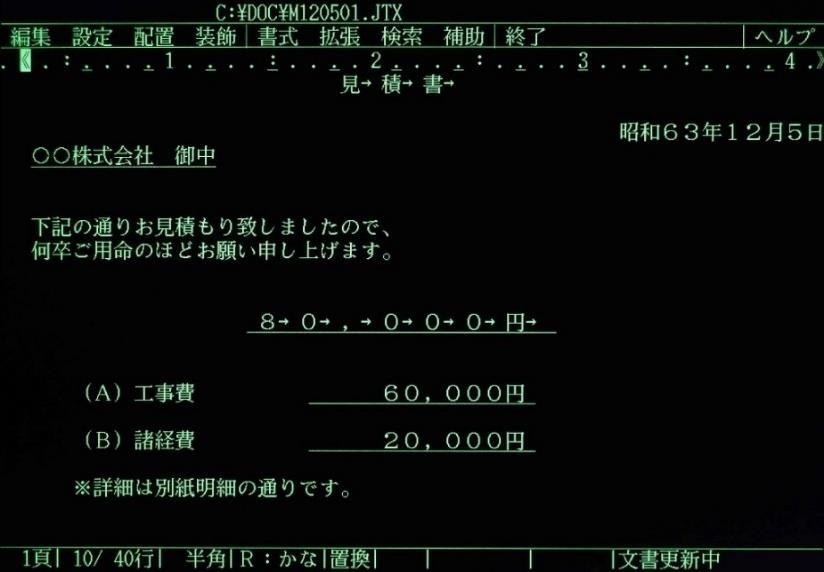 C:¥DOC¥M120501.JTX
編集 設定 配置 装飾│書式 拡張 検索 補助│終了 │ヘルプ
.《.:....1....:....2....:....3....:....4.》
見→ 積→ 書→
昭和63年12月5日
○○株式会社 御中
下記の通りお見積もり致しましたので、
何卒ご用命のほどお願い申し上げます。
8→ 0→ , → 0→ 0→ 0→ 円→
(A) 工事費 60,000円
(B) 諸経費 20,000円
※詳細は別紙明細の通りです。
1頁│ 10/ 40行│ 半角│R:かな│置換│ │ │ │文書更新中